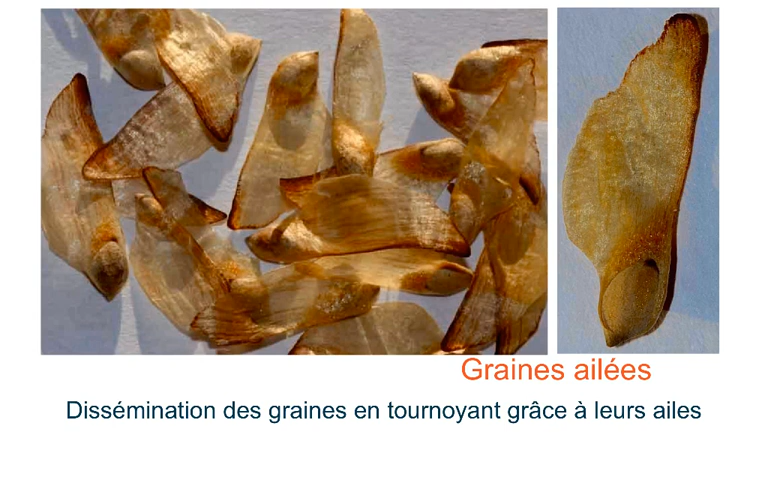 Graines ailées
Dissémination des graines en tournoyant grâce à leurs ailes